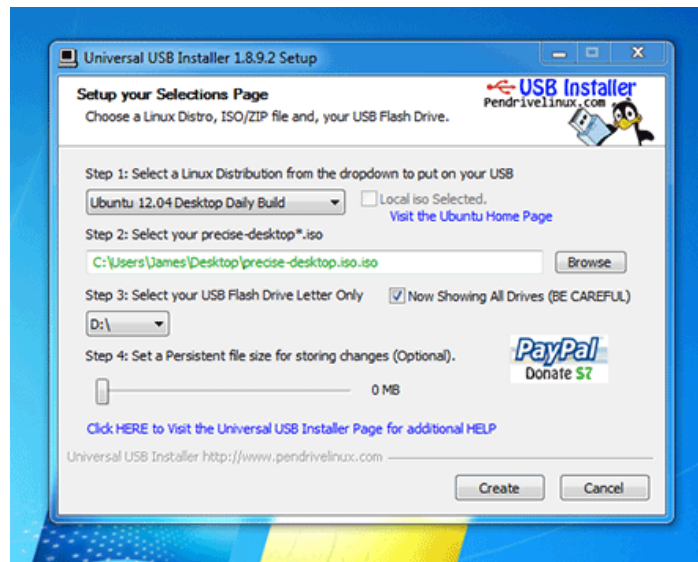 Universal USB Installer 1.8.9.2 Setup
USB Installer
Pendrivelinux.com
Setup your Selections Page
Choose a Linux Distro, ISO/ZIP file and, your USB Flash Drive.
Step 1: Select a Linux Distribution from the dropdown to put on your USB
Ubuntu 12.04 Desktop Daily Build
Local iso Selected.
Visit the Ubuntu Home Page
Step 2: Select your precise-desktop*.iso
C:\Users\James\Desktop\precise-desktop.iso.iso
Browse
Step 3: Select your USB Flash Drive Letter Only
Now Showing All Drives (BE CAREFUL)
D:\
Step 4: Set a Persistent file size for storing changes (Optional).
PayPal
Donate $7
0 MB
Click HERE to Visit the Universal USB Installer Page for additional HELP
Universal USB Installer http://www.pendrivelinux.com
Create
Cancel